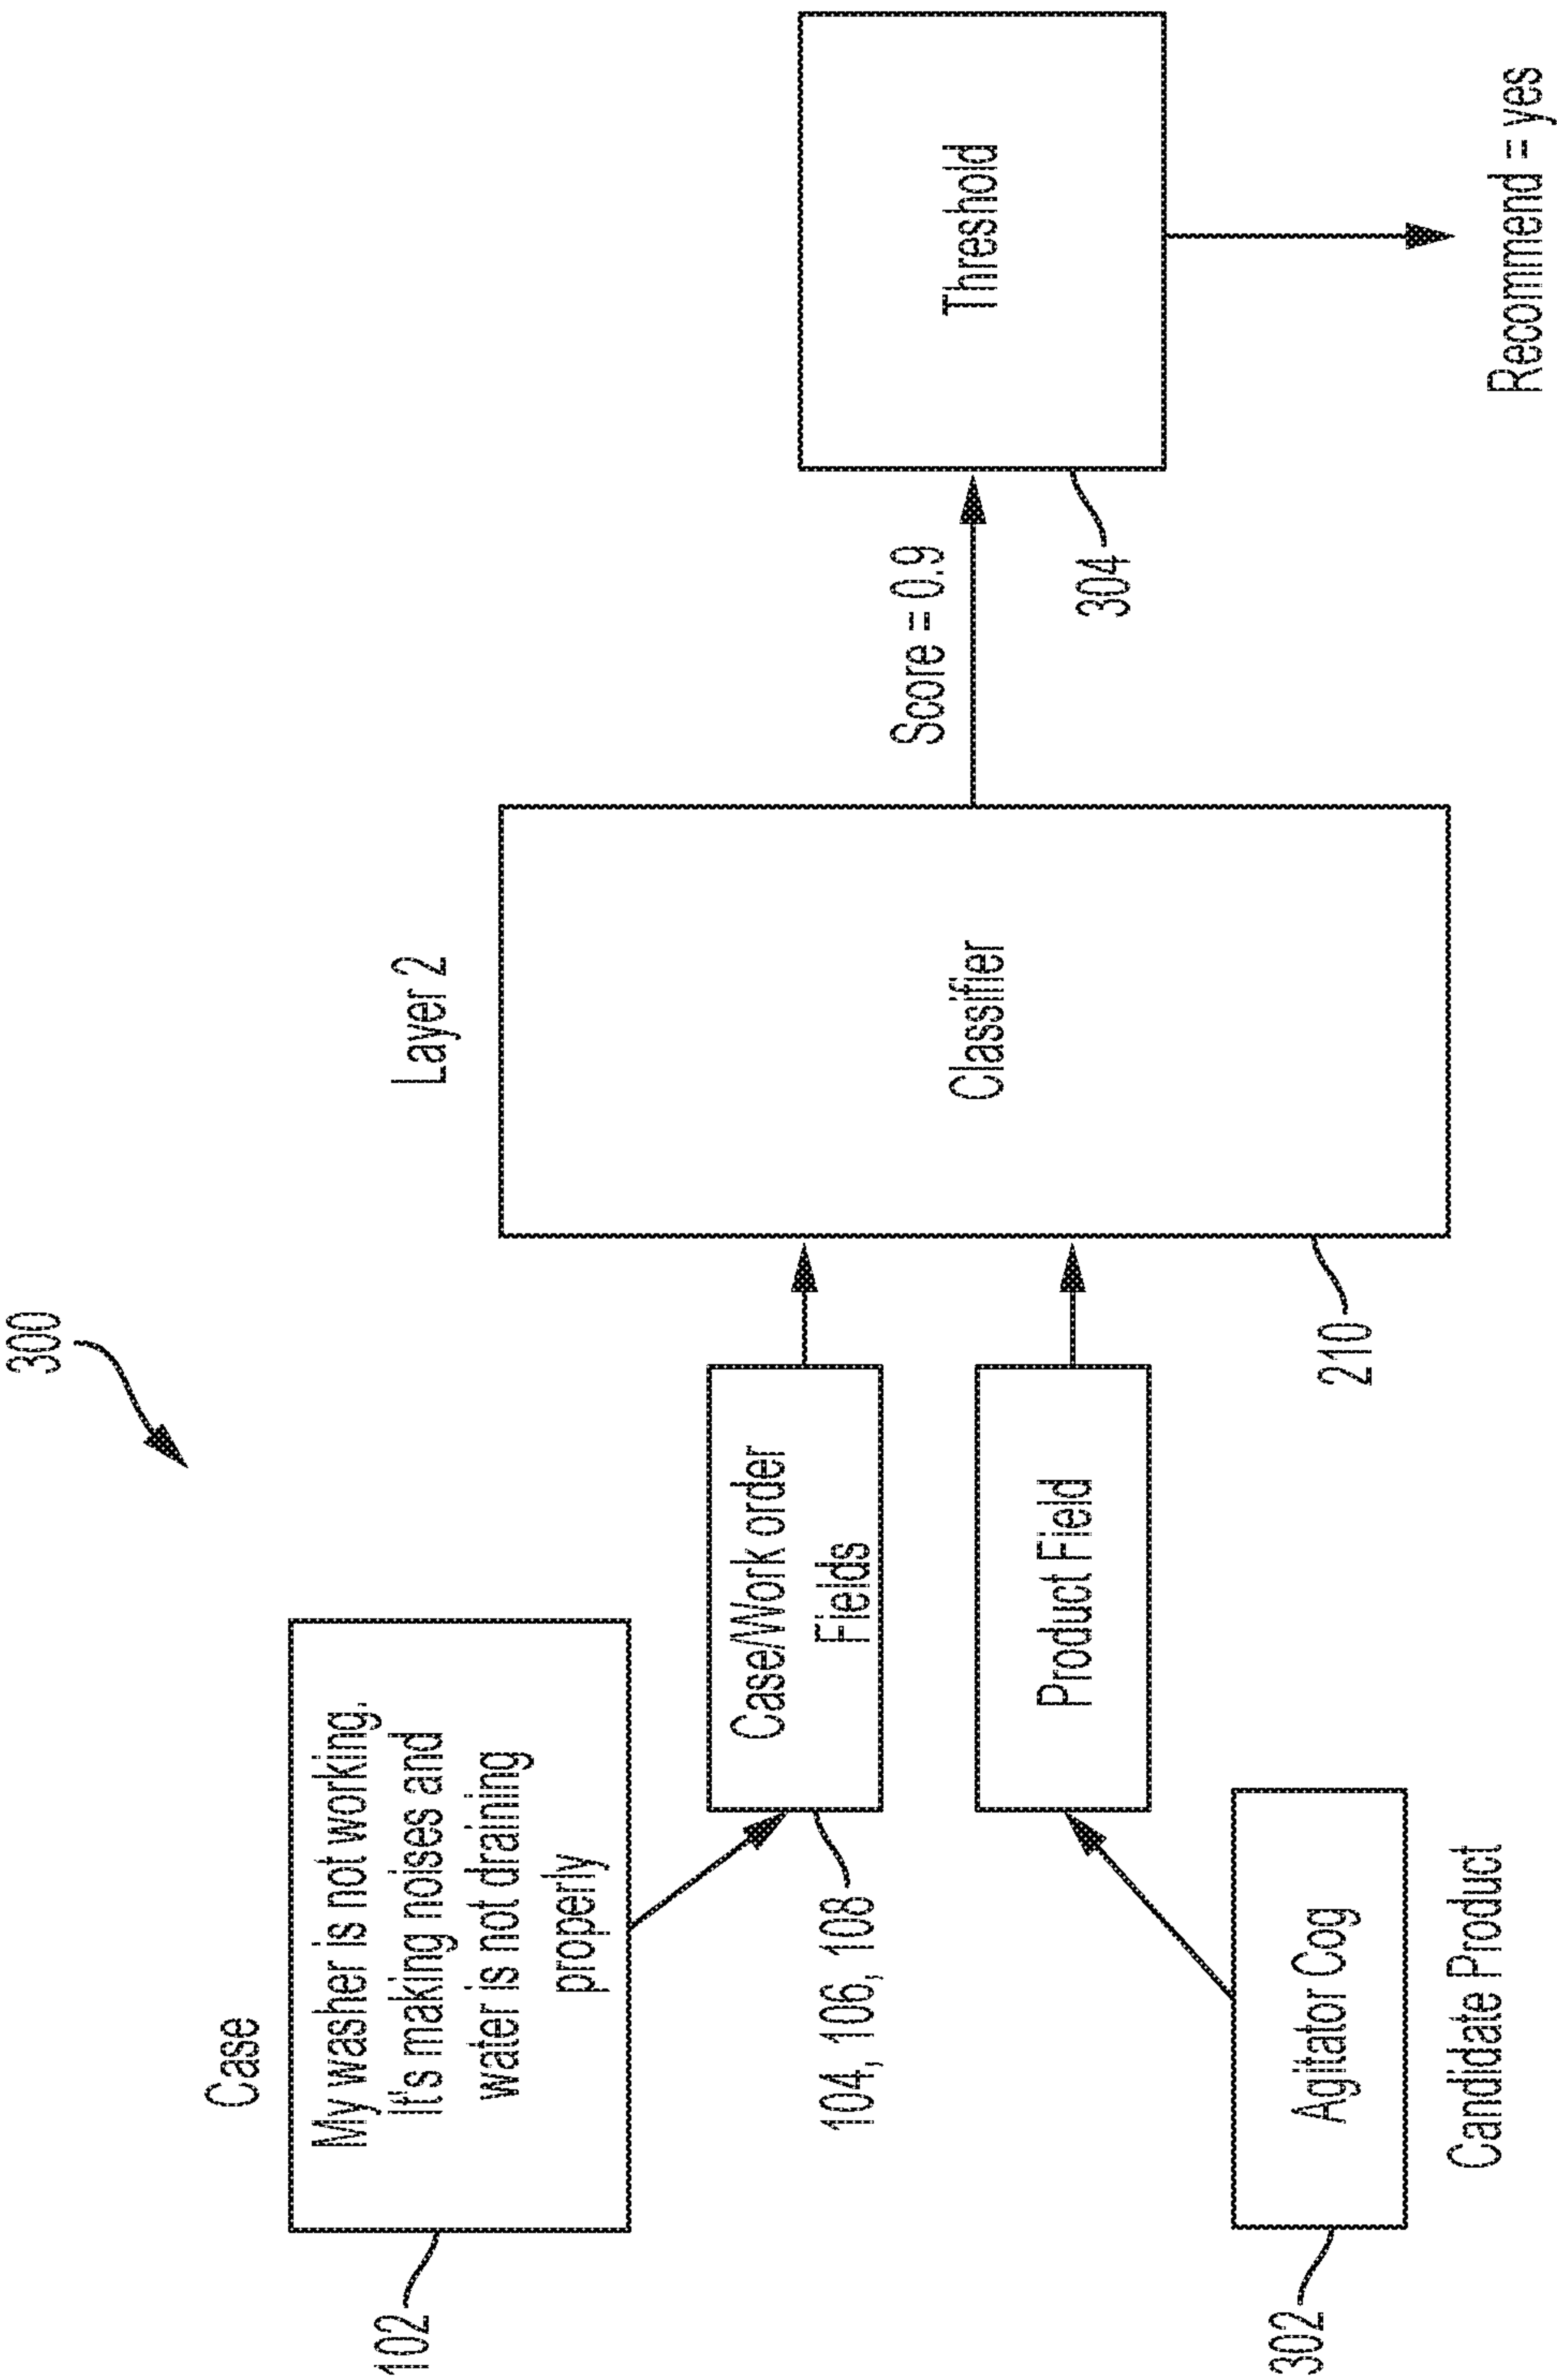 300
Case
My washer is not working.
It's making noises and
water is not draining
properly
102
Case/Work order
Fields
104, 106, 108
Product Field
Agitator Cog
302
Candidate Product
Layer 2
Classifier
210
Score = 0.9
Threshold
304
Recommend = yes